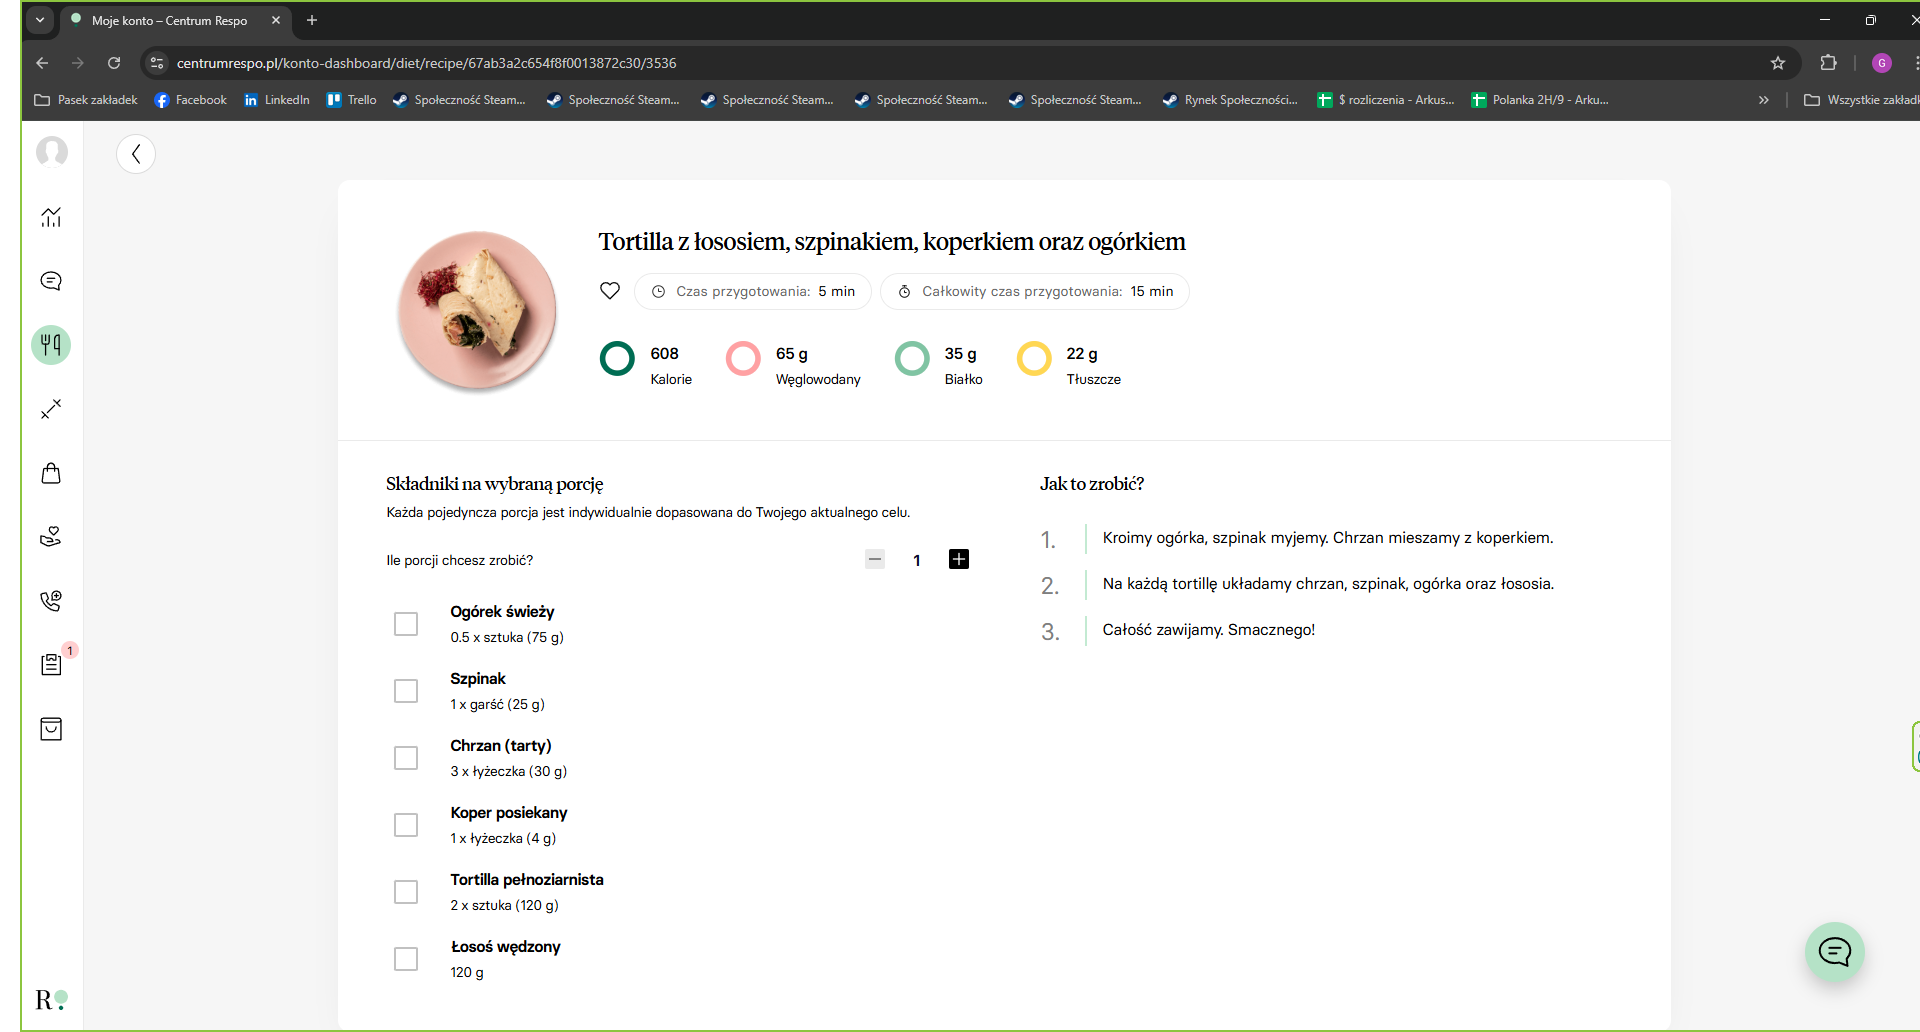 Moje konto – Centrum Respo
centrumrespo.pl/konto-dashboard/diet/recipe/67ab3a2c654f8f0013872c30/3536
G
Pasek zakładek Facebook LinkedIn Trello Społeczność Steam... Społeczność Steam... Społeczność Steam... Społeczność Steam... Społeczność Steam... Rynek Społeczności... $ rozliczenia - Arkus... Polanka 2H/9 - Arku... » Wszystkie zakład
Tortilla z łososiem, szpinakiem, koperkiem oraz ogórkiem
Czas przygotowania: 5 min Całkowity czas przygotowania: 15 min
608 65 g 35 g 22 g
Kalorie Węglowodany Białko Tłuszcze
Składniki na wybraną porcję
Każda pojedyncza porcja jest indywidualnie dopasowana do Twojego aktualnego celu.
Ile porcji chcesz zrobić? 1
Ogórek świeży
0.5 x sztuka (75 g)
Szpinak
1 x garść (25 g)
Chrzan (tarty)
3 x łyżeczka (30 g)
Koper posiekany
1 x łyżeczka (4 g)
Tortilla pełnoziarnista
2 x sztuka (120 g)
Łosoś wędzony
120 g
Jak to zrobić?
1. Kroimy ogórka, szpinak myjemy. Chrzan mieszamy z koperkiem.
2. Na każdą tortillę układamy chrzan, szpinak, ogórka oraz łososia.
3. Całość zawijamy. Smacznego!
1
R